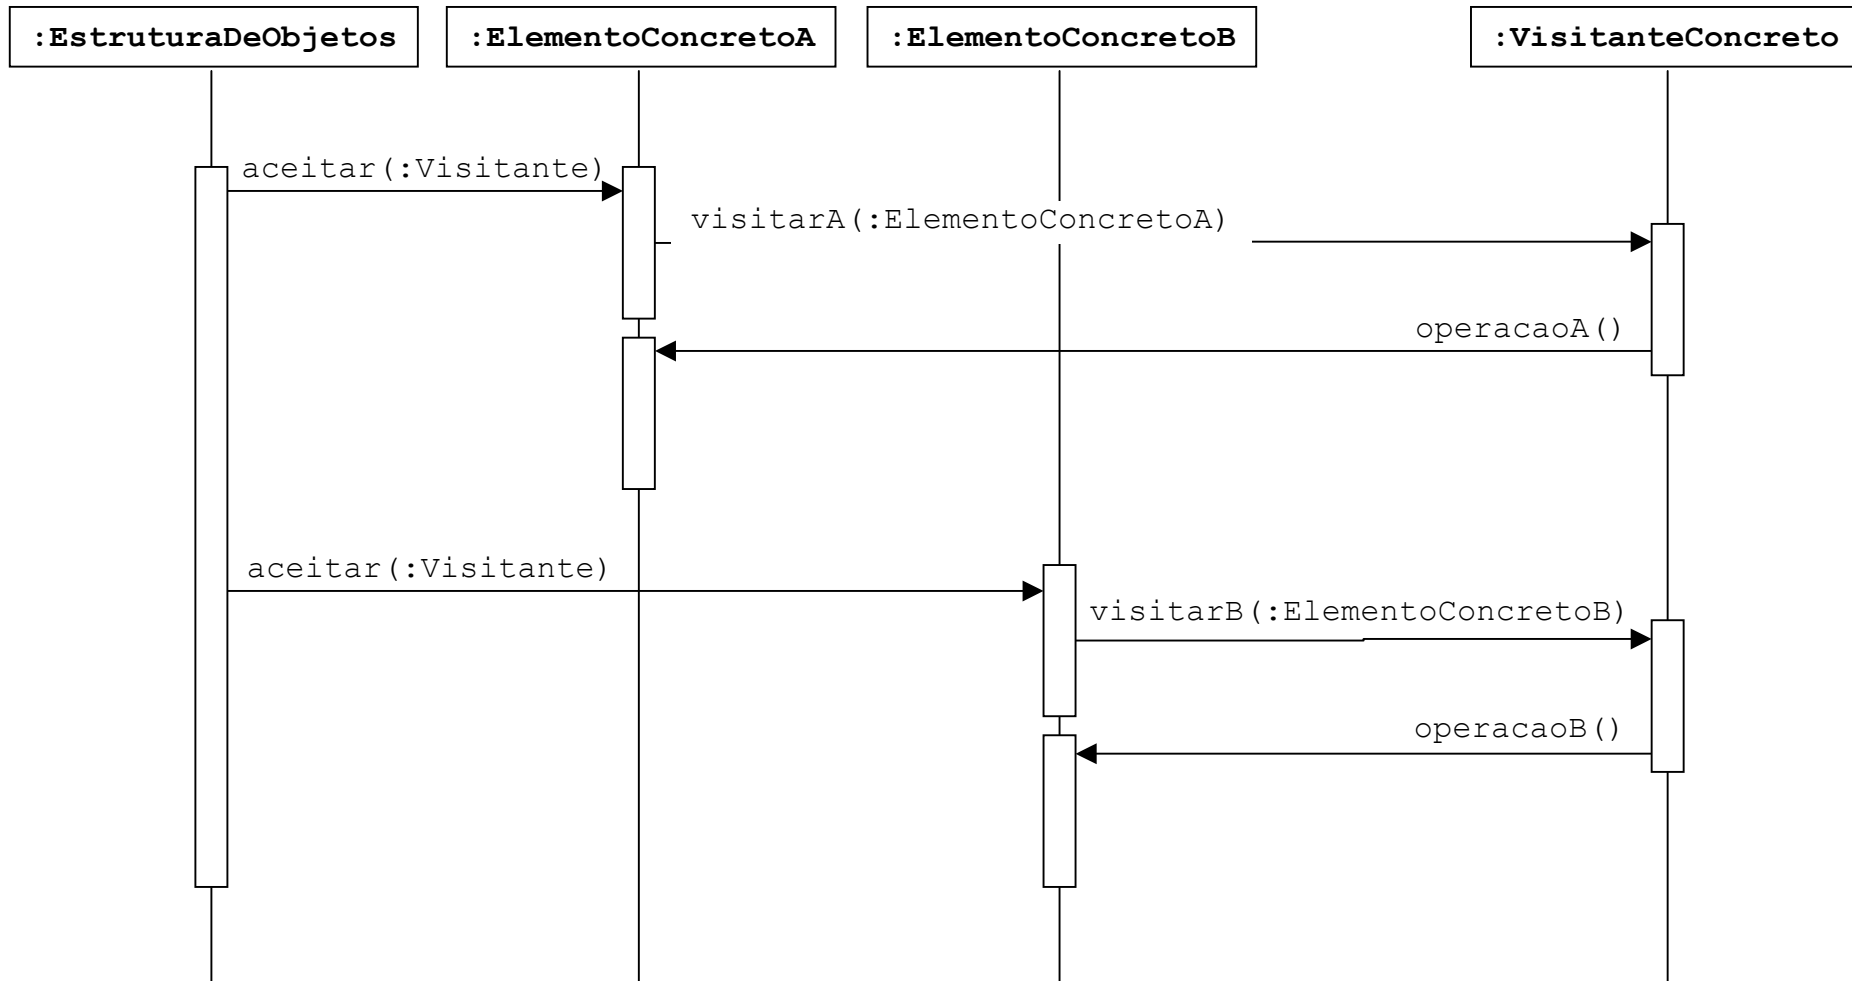 :EstruturaDeObjetos
:ElementoConcretoA
:ElementoConcretoB
:VisitanteConcreto
aceitar(:Visitante)
visitarA(:ElementoConcretoA)
operacaoA()
aceitar(:Visitante)
visitarB(:ElementoConcretoB)
operacaoB()